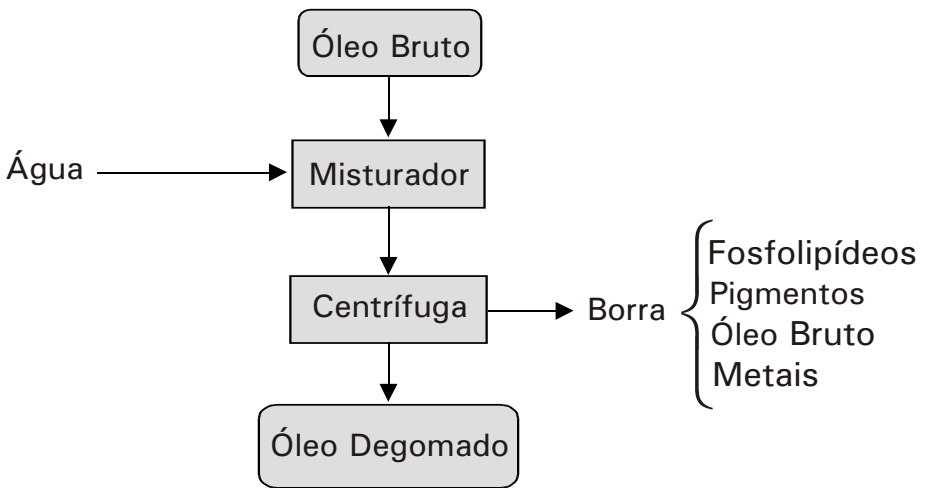 Óleo Bruto
Água
Misturador
Centrífuga
Borra
Fosfolipídeos
Pigmentos
Óleo Bruto
Metais
Óleo Degomado